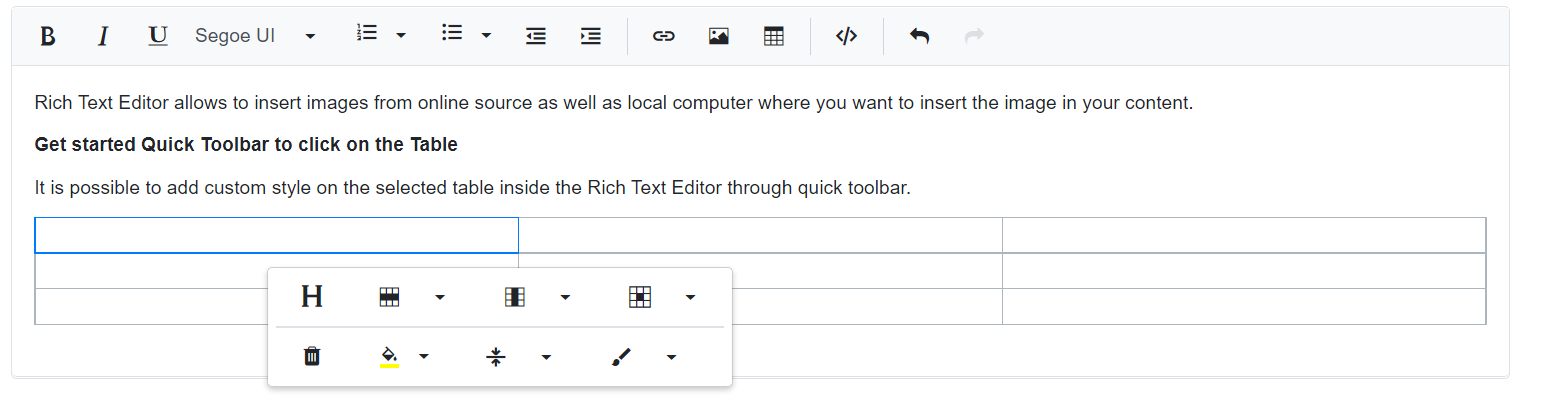 B I U Segoe UI
Rich Text Editor allows to insert images from online source as well as local computer where you want to insert the image in your content.
Get started Quick Toolbar to click on the Table
It is possible to add custom style on the selected table inside the Rich Text Editor through quick toolbar.
H